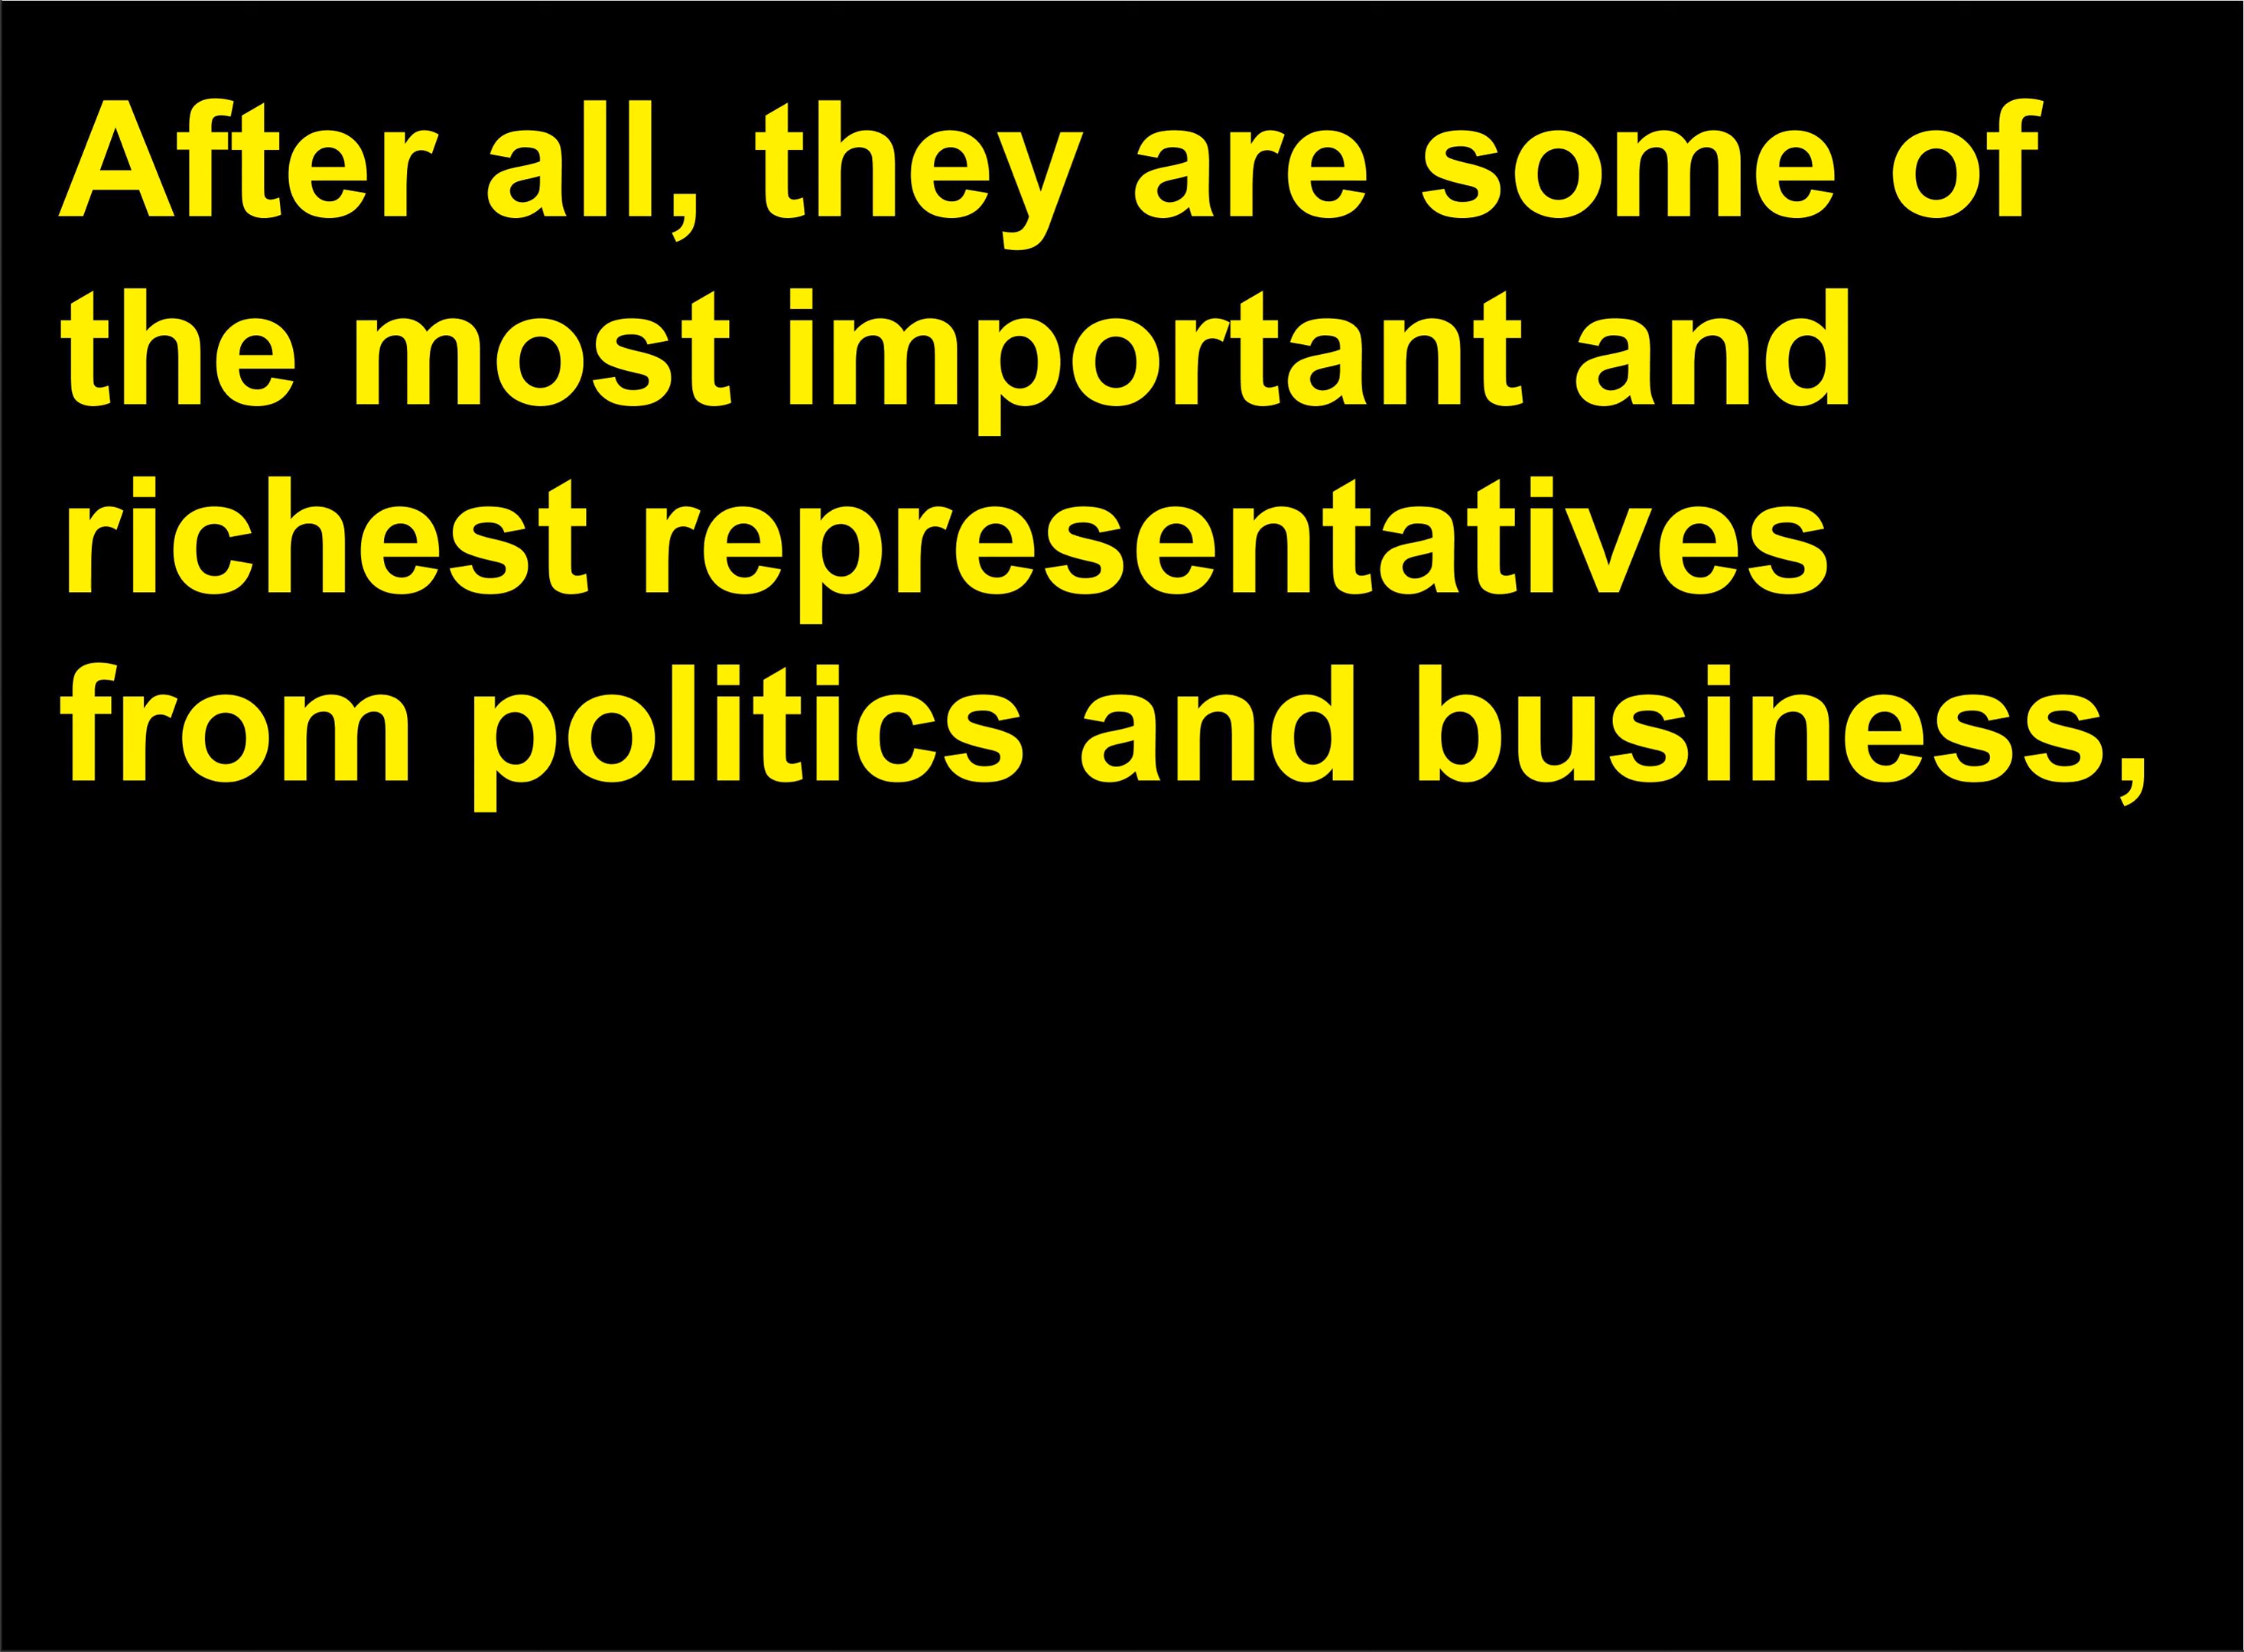 After all, they are some of
the most important and
richest representatives
from politics and business,